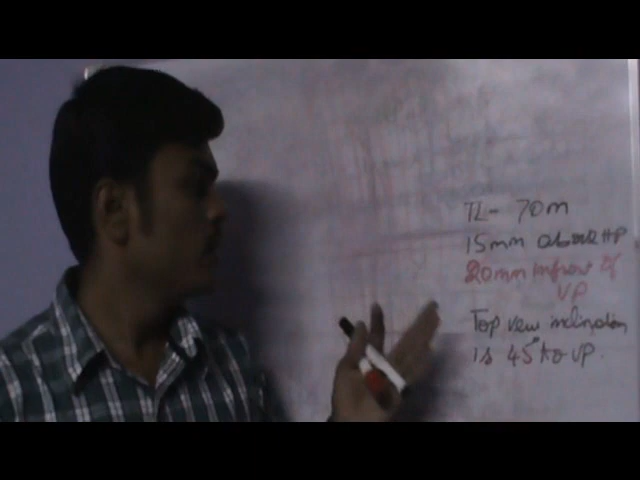 TL - 70m
15mm above HP
20mm infront of
VP
Top view inclination
is 45° to VP.